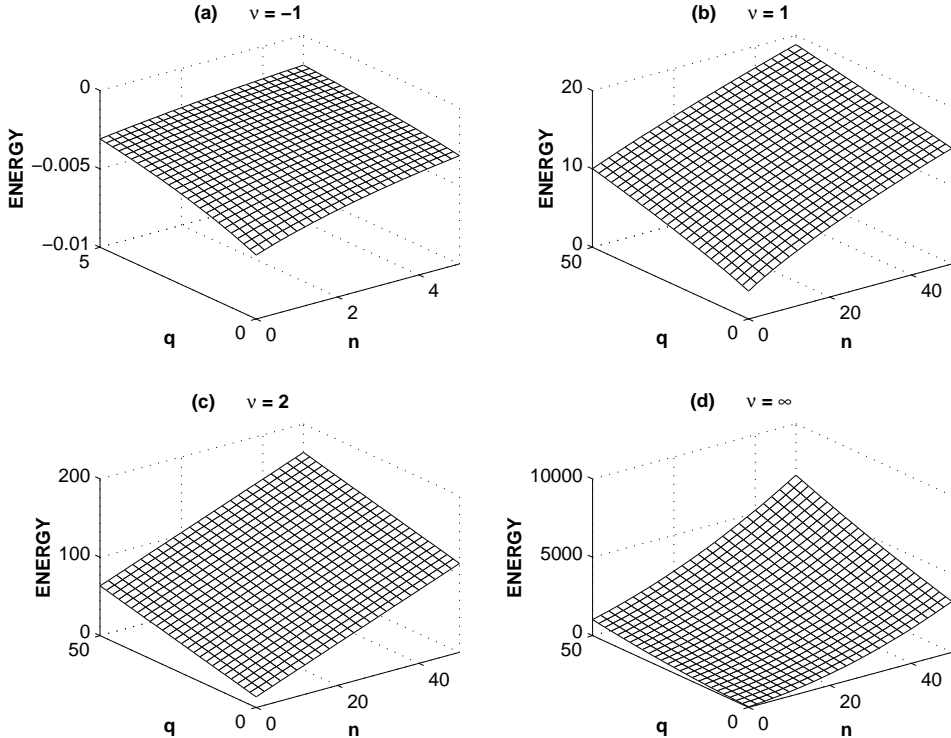 (a) ν = −1
ENERGY
0
−0.005
−0.01
5
0
q
0
2
4
n
(b) ν = 1
ENERGY
20
10
0
50
0
q
0
20
40
n
(c) ν = 2
ENERGY
200
100
0
50
0
q
0
20
40
n
(d) ν = ∞
ENERGY
10000
5000
0
50
0
q
0
20
40
n